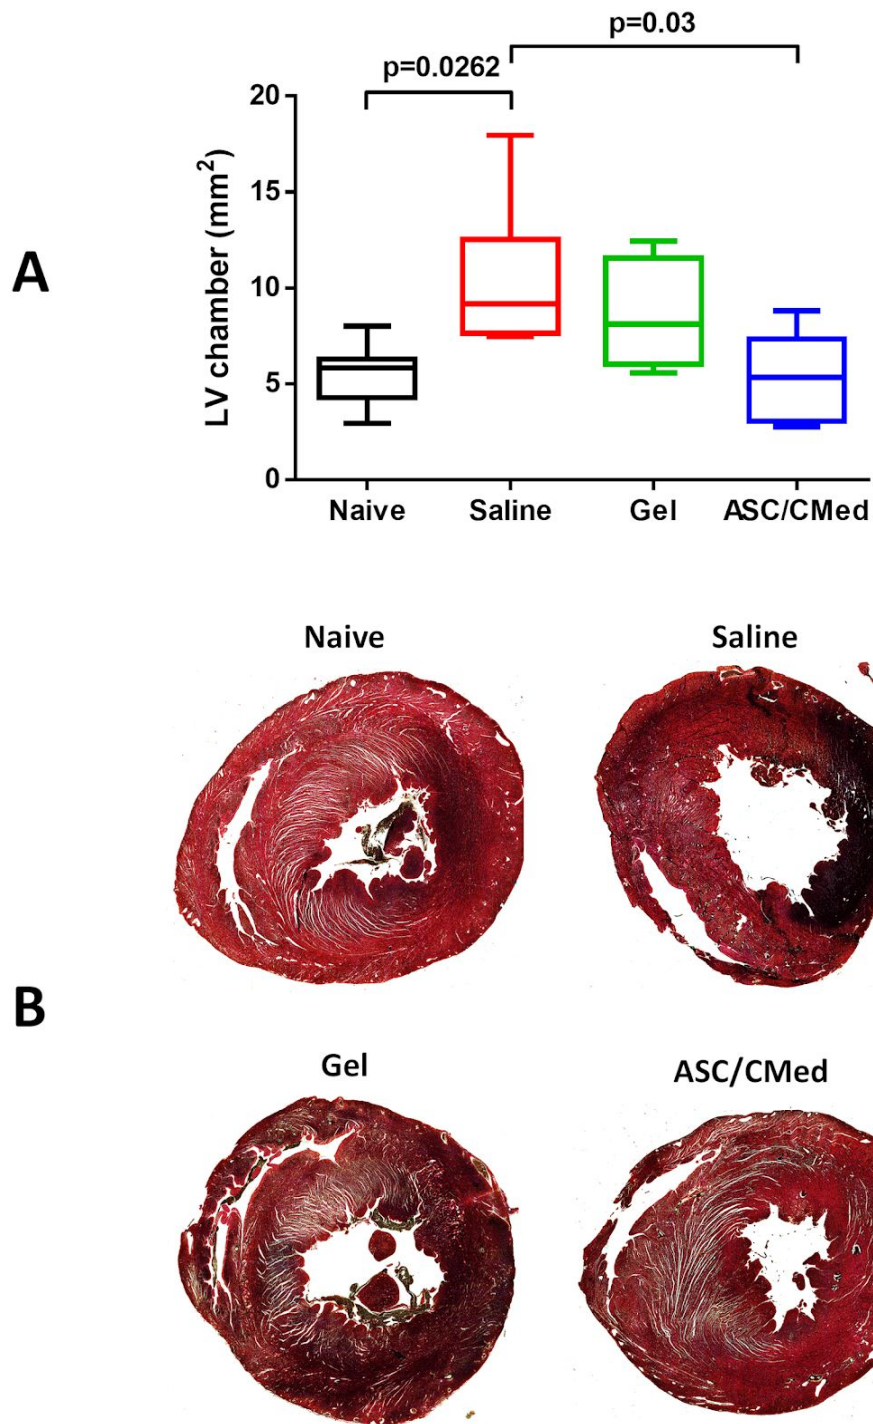 p=0.03
p=0.0262
A
LV chamber (mm²)
20
15
10
5
0
Naive Saline Gel ASC/CMed
B
Naive Saline
Gel ASC/CMed